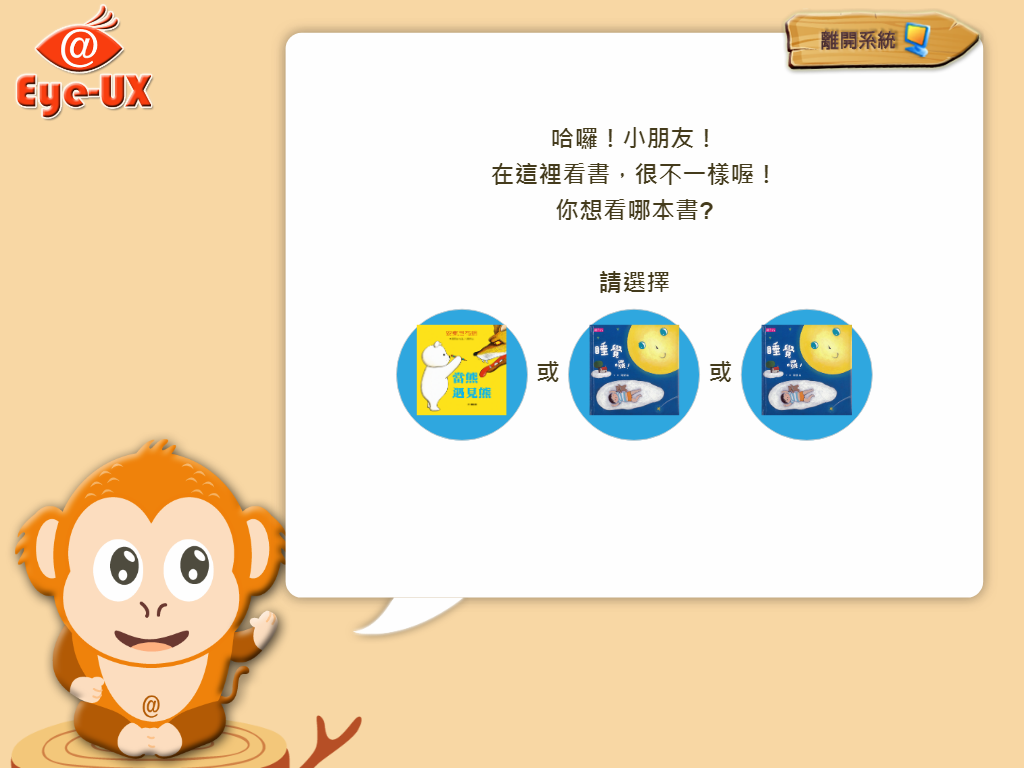 @
Eye-UX
離開系統
哈囉！小朋友！
在這裡看書，很不一樣喔！
你想看哪本書?
請選擇
當熊
遇見熊
或
睡覺
囉！
或
睡覺
囉！
@